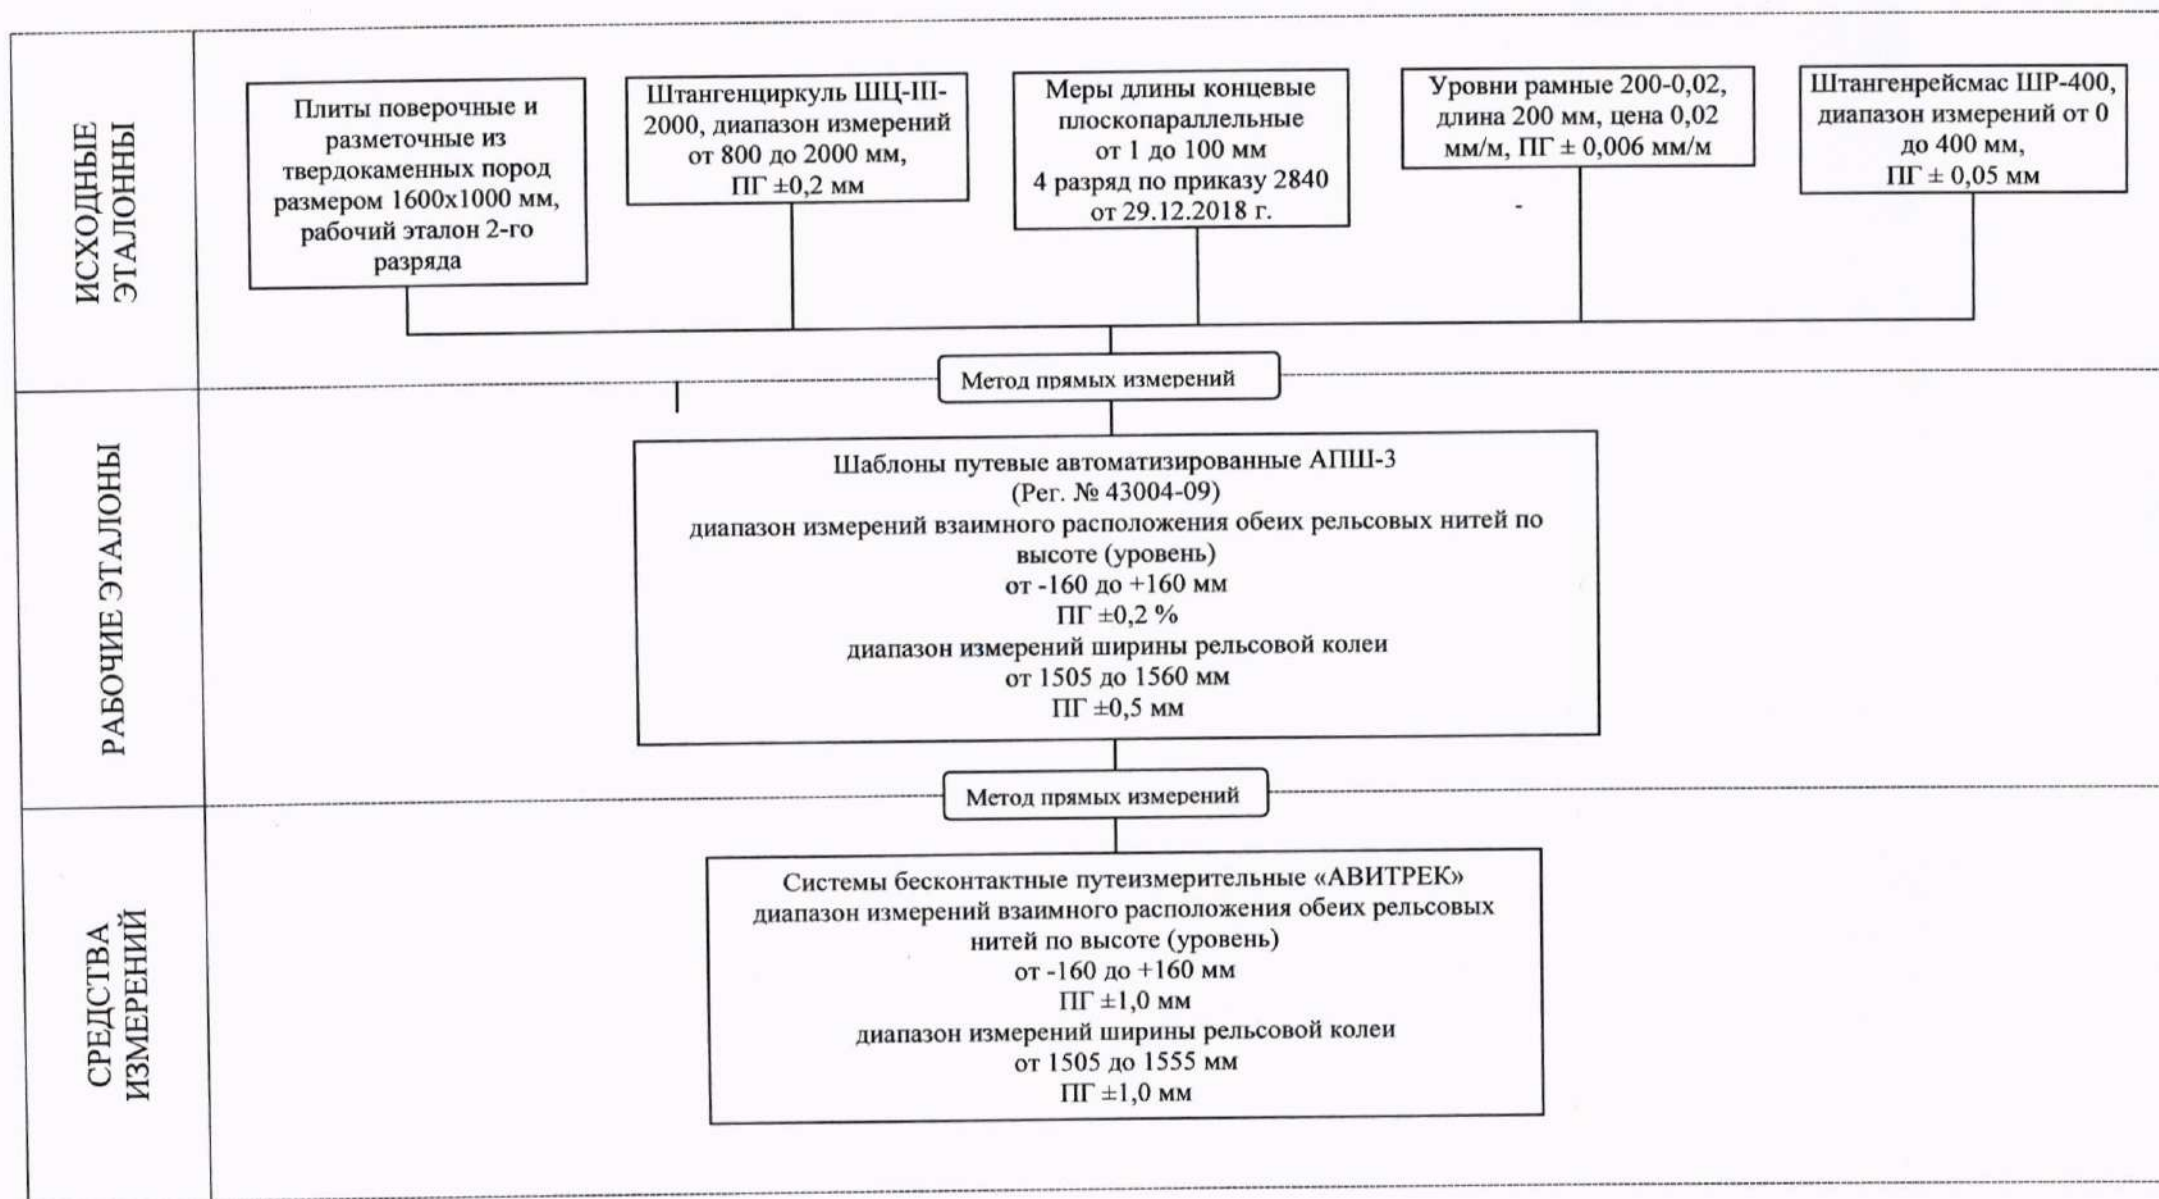 ИСХОДНЫЕ
ЭТАЛОННЫ
Плиты поверочные и
разметочные из
твердокаменных пород
размером 1600x1000 мм,
рабочий эталон 2-го
разряда
Штангенциркуль ШЦ-III-
2000, диапазон измерений
от 800 до 2000 мм,
ПГ ±0,2 мм
Меры длины концевые
плоскопараллельные
от 1 до 100 мм
4 разряд по приказу 2840
от 29.12.2018 г.
Уровни рамные 200-0,02,
длина 200 мм, цена 0,02
мм/м, ПГ ± 0,006 мм/м
Штангенрейсмас ШР-400,
диапазон измерений от 0
до 400 мм,
ПГ ± 0,05 мм
Метод прямых измерений
РАБОЧИЕ ЭТАЛОНЫ
Шаблоны путевые автоматизированные АПШ-3
(Рег. № 43004-09)
диапазон измерений взаимного расположения обеих рельсовых нитей по
высоте (уровень)
от -160 до +160 мм
ПГ ±0,2 %
диапазон измерений ширины рельсовой колеи
от 1505 до 1560 мм
ПГ ±0,5 мм
Метод прямых измерений
СРЕДСТВА
ИЗМЕРЕНИЙ
Системы бесконтактные путеизмерительные «АВИТРЕК»
диапазон измерений взаимного расположения обеих рельсовых
нитей по высоте (уровень)
от -160 до +160 мм
ПГ ±1,0 мм
диапазон измерений ширины рельсовой колеи
от 1505 до 1555 мм
ПГ ±1,0 мм